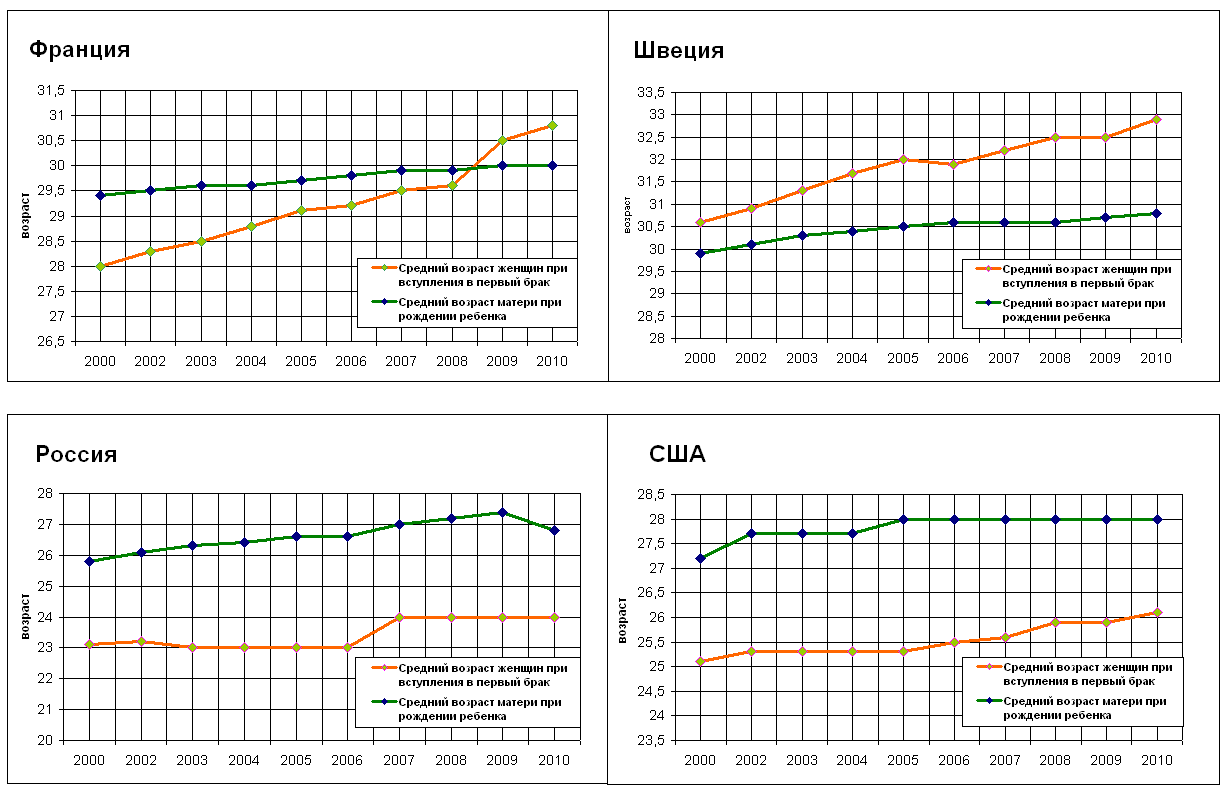 Франция
31,5
31
30,5
30
29,5
29
28,5
28
27,5
27
26,5
возраст
2000 2002 2003 2004 2005 2006 2007 2008 2009 2010
Средний возраст женщин при
вступления в первый брак
Средний возраст матери при
рождении ребенка
Швеция
33,5
33
32,5
32
31,5
31
30,5
30
29,5
29
28,5
28
возраст
2000 2002 2003 2004 2005 2006 2007 2008 2009 2010
Средний возраст женщин при
вступления в первый брак
Средний возраст матери при
рождении ребенка
Россия
28
27
26
25
24
23
22
21
20
возраст
2000 2002 2003 2004 2005 2006 2007 2008 2009 2010
Средний возраст женщин при
вступления в первый брак
Средний возраст матери при
рождении ребенка
США
28,5
28
27,5
27
26,5
26
25,5
25
24,5
24
23,5
возраст
2000 2002 2003 2004 2005 2006 2007 2008 2009 2010
Средний возраст женщин при
вступления в первый брак
Средний возраст матери при
рождении ребенка